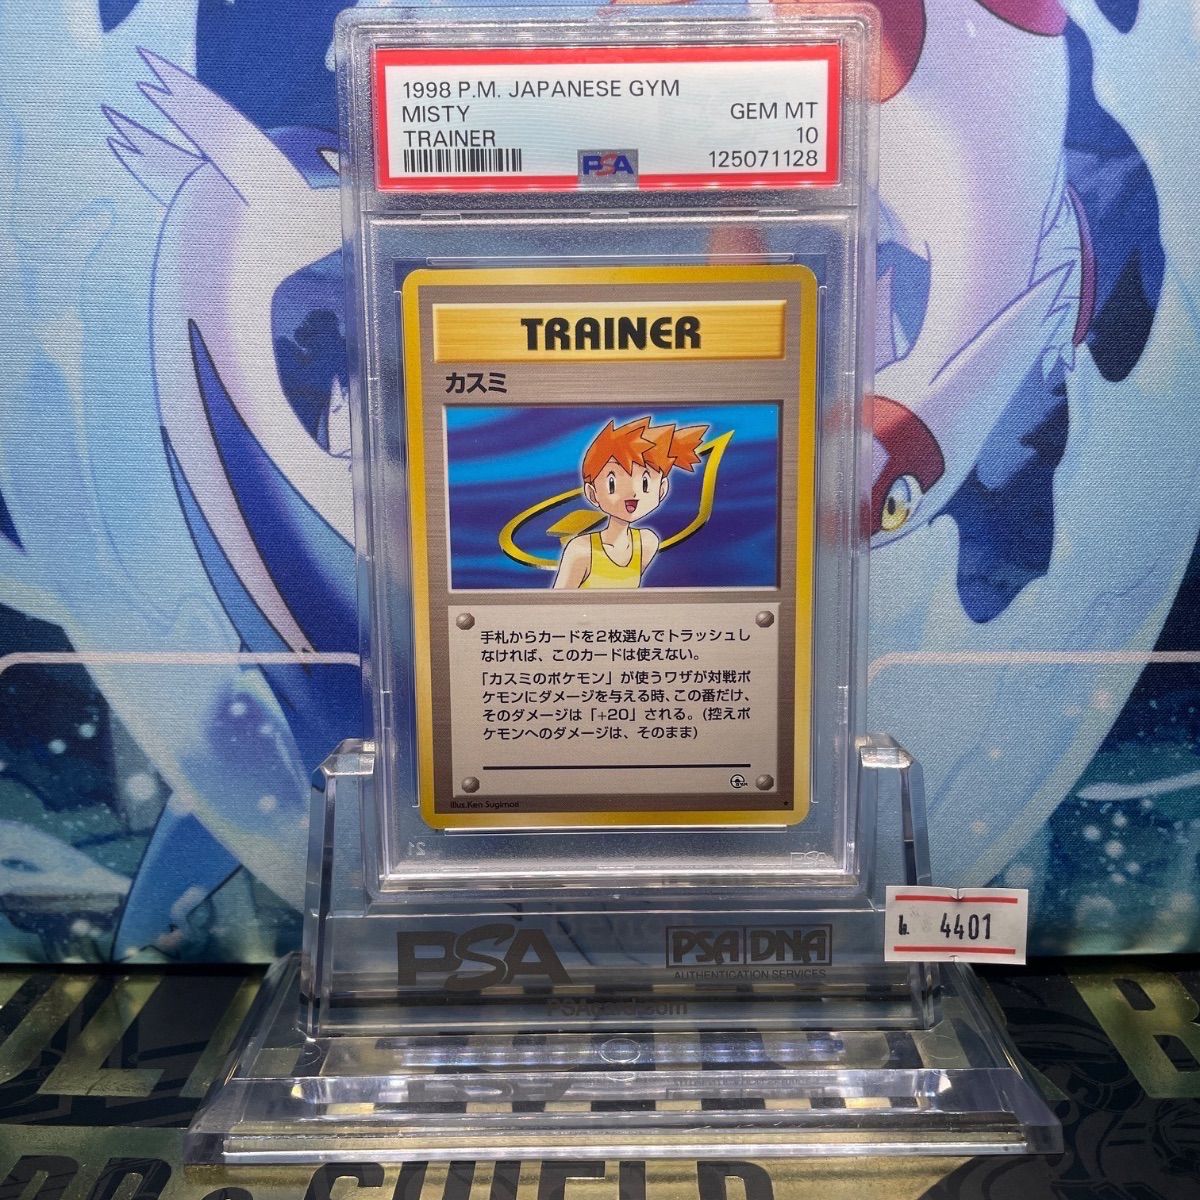 1998 P.M. JAPANESE GYM
MISTY
GEM MT
TRAINER
10
PSA
125071128
TRAINER
カスミ
手札からカードを2枚選んでトラッシュし
なければ、このカードは使えない。
「カスミのポケモン」が使うワザが対戦ポ
ケモンにダメージを与える時、この番だけ、
そのダメージは「+20」される。(控えポ
ケモンへのダメージは、そのまま)
Illus.Ken Sugimori
PSA
PSA
PSA DNA
AUTHENTICATION SERVICES
PSAcard.com
4401
SHIELD